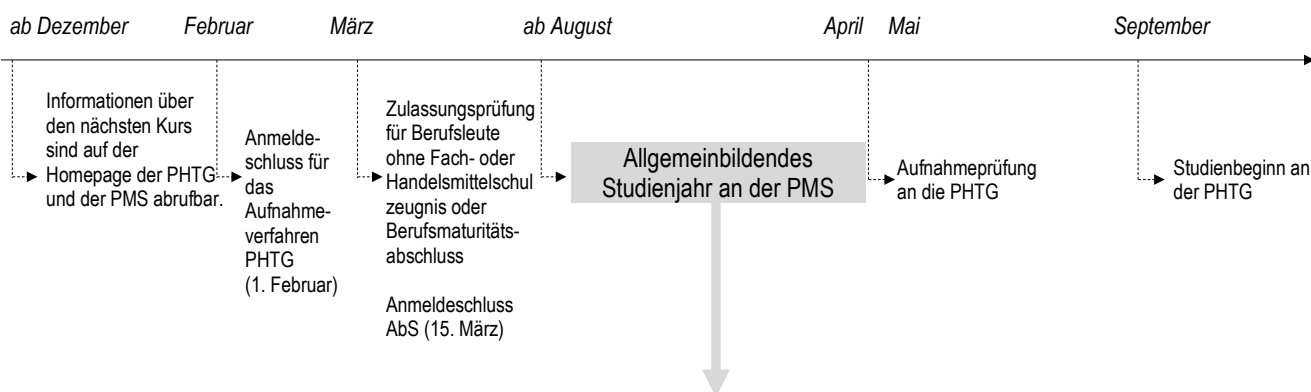 ab Dezember
Februar
März
ab August
April
Mai
September
Informationen über
den nächsten Kurs
sind auf der
Homepage der PHTG
und der PMS abrufbar.
Anmelde-
schluss für
das
Aufnahme-
verfahren
PHTG
(1. Februar)
Zulassungsprüfung
für Berufsleute
ohne Fach- oder
Handelsmittelschul
zeugnis oder
Berufsmaturitäts-
abschluss
Anmeldeschluss
AbS (15. März)
Allgemeinbildendes
Studienjahr an der PMS
Aufnahmeprüfung
an die PHTG
Studienbeginn an
der PHTG